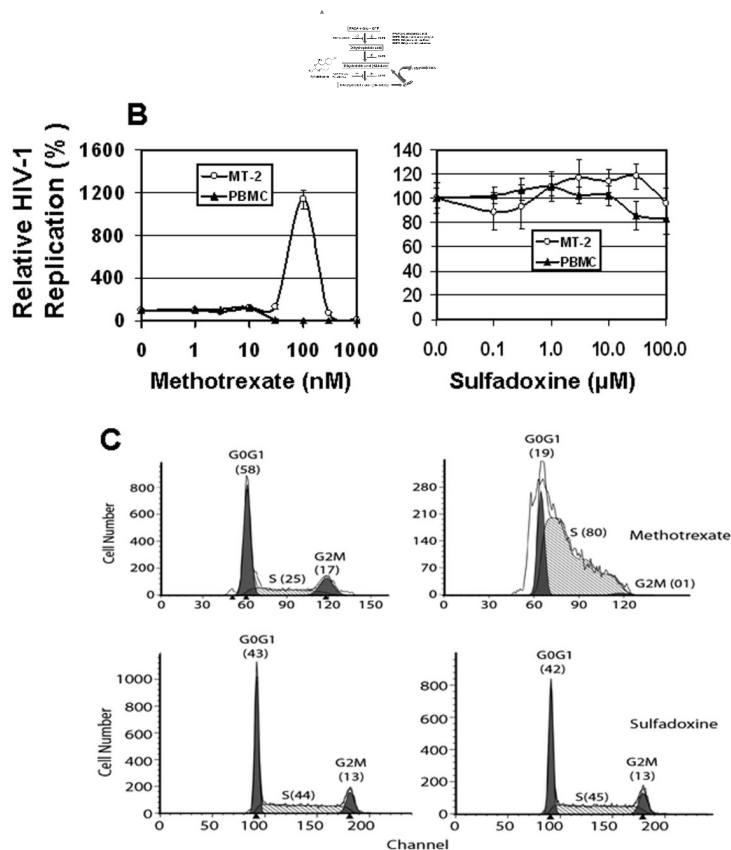 A
PABA + Glu + GTP
Dihydropteroic acid
B
Relative HIV-1
Replication (%)
1600
1200
800
400
0
MT-2
PBMC
0 1 10 100 1000
Methotrexate (nM)
140
120
100
80
60
40
20
0
MT-2
PBMC
0.0 0.1 1.0 10.0 100.0
Sulfadoxine (µM)
C
Cell Number
800
600
400
200
0
G0G1
(58)
S (25)
G2M
(17)
0 30 60 90 120 150
280
210
140
70
0
G0G1
(19)
S (80)
G2M (01)
Methotrexate
0 30 60 90 120
Cell Number
1000
800
600
400
200
0
G0G1
(43)
S(44)
G2M
(13)
0 50 100 150 200
800
600
400
200
0
G0G1
(42)
S(45)
G2M
(13)
Sulfadoxine
0 50 100 150 200
Channel